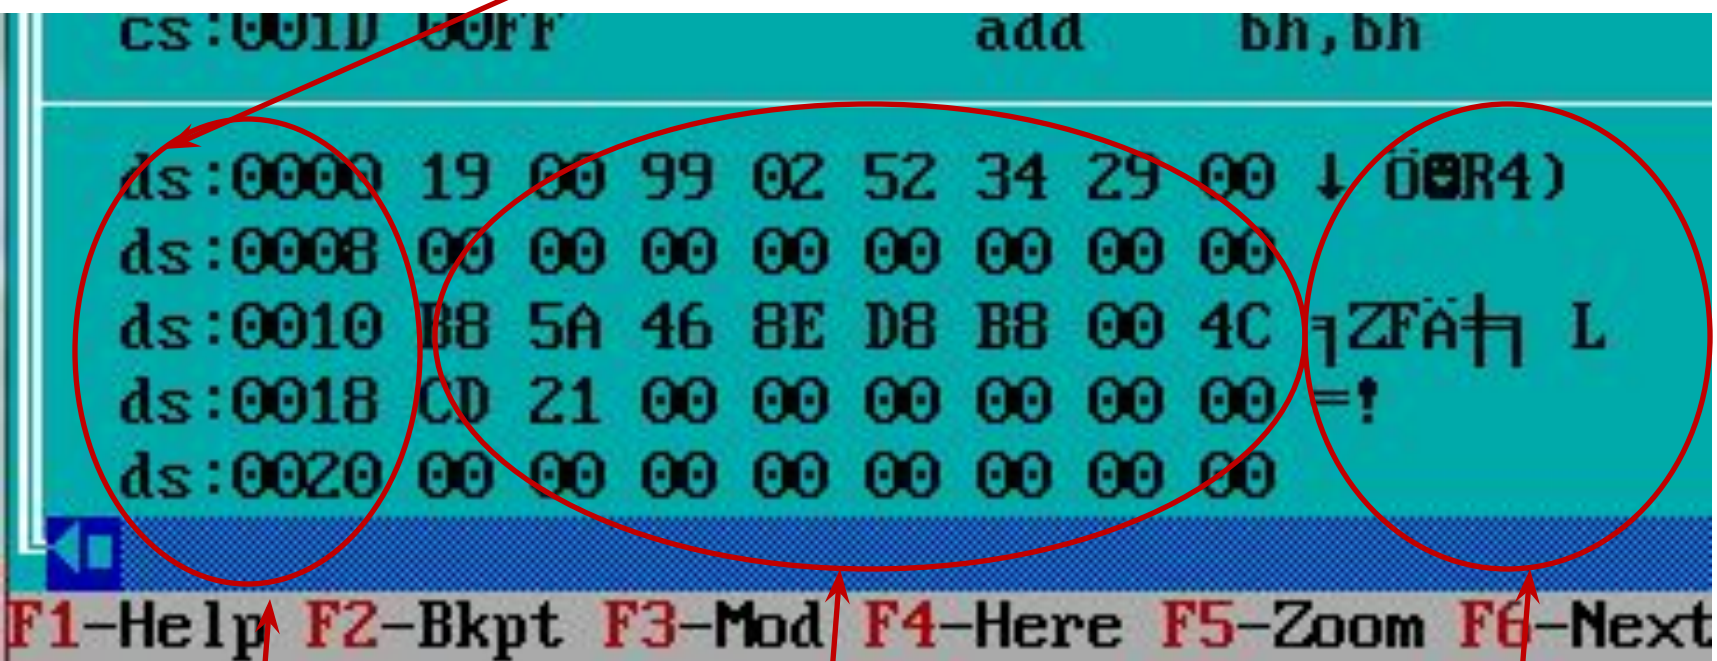 cs:001D 00FF add bh,bh
ds:0000 19 00 99 02 52 34 29 00 ↓ Ö☻R4)
ds:0008 00 00 00 00 00 00 00 00
ds:0010 B8 5A 46 8E D8 B8 00 4C ╕ZFÄ╪╕ L
ds:0018 CD 21 00 00 00 00 00 00 =!
ds:0020 00 00 00 00 00 00 00 00
F1-Help F2-Bkpt F3-Mod F4-Here F5-Zoom F6-Next